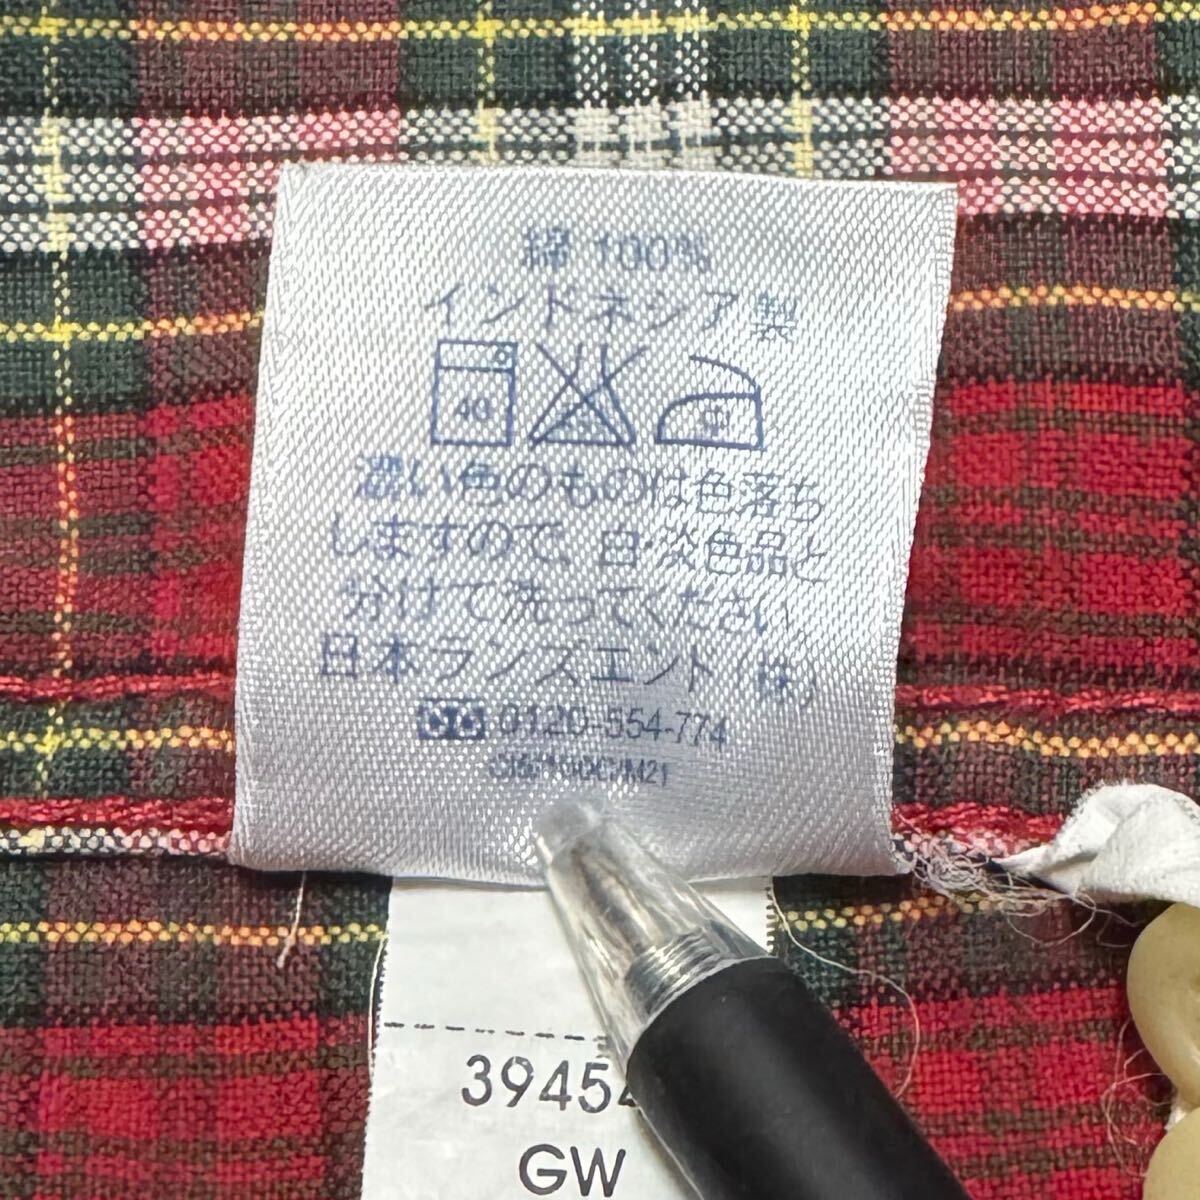 綿 100%
インドネシア製
40
濃い色のものは色落ち
しますので、白・淡色品と
分けて洗ってください。
日本ランズエンド(株)
0120-554-774
3945
GW